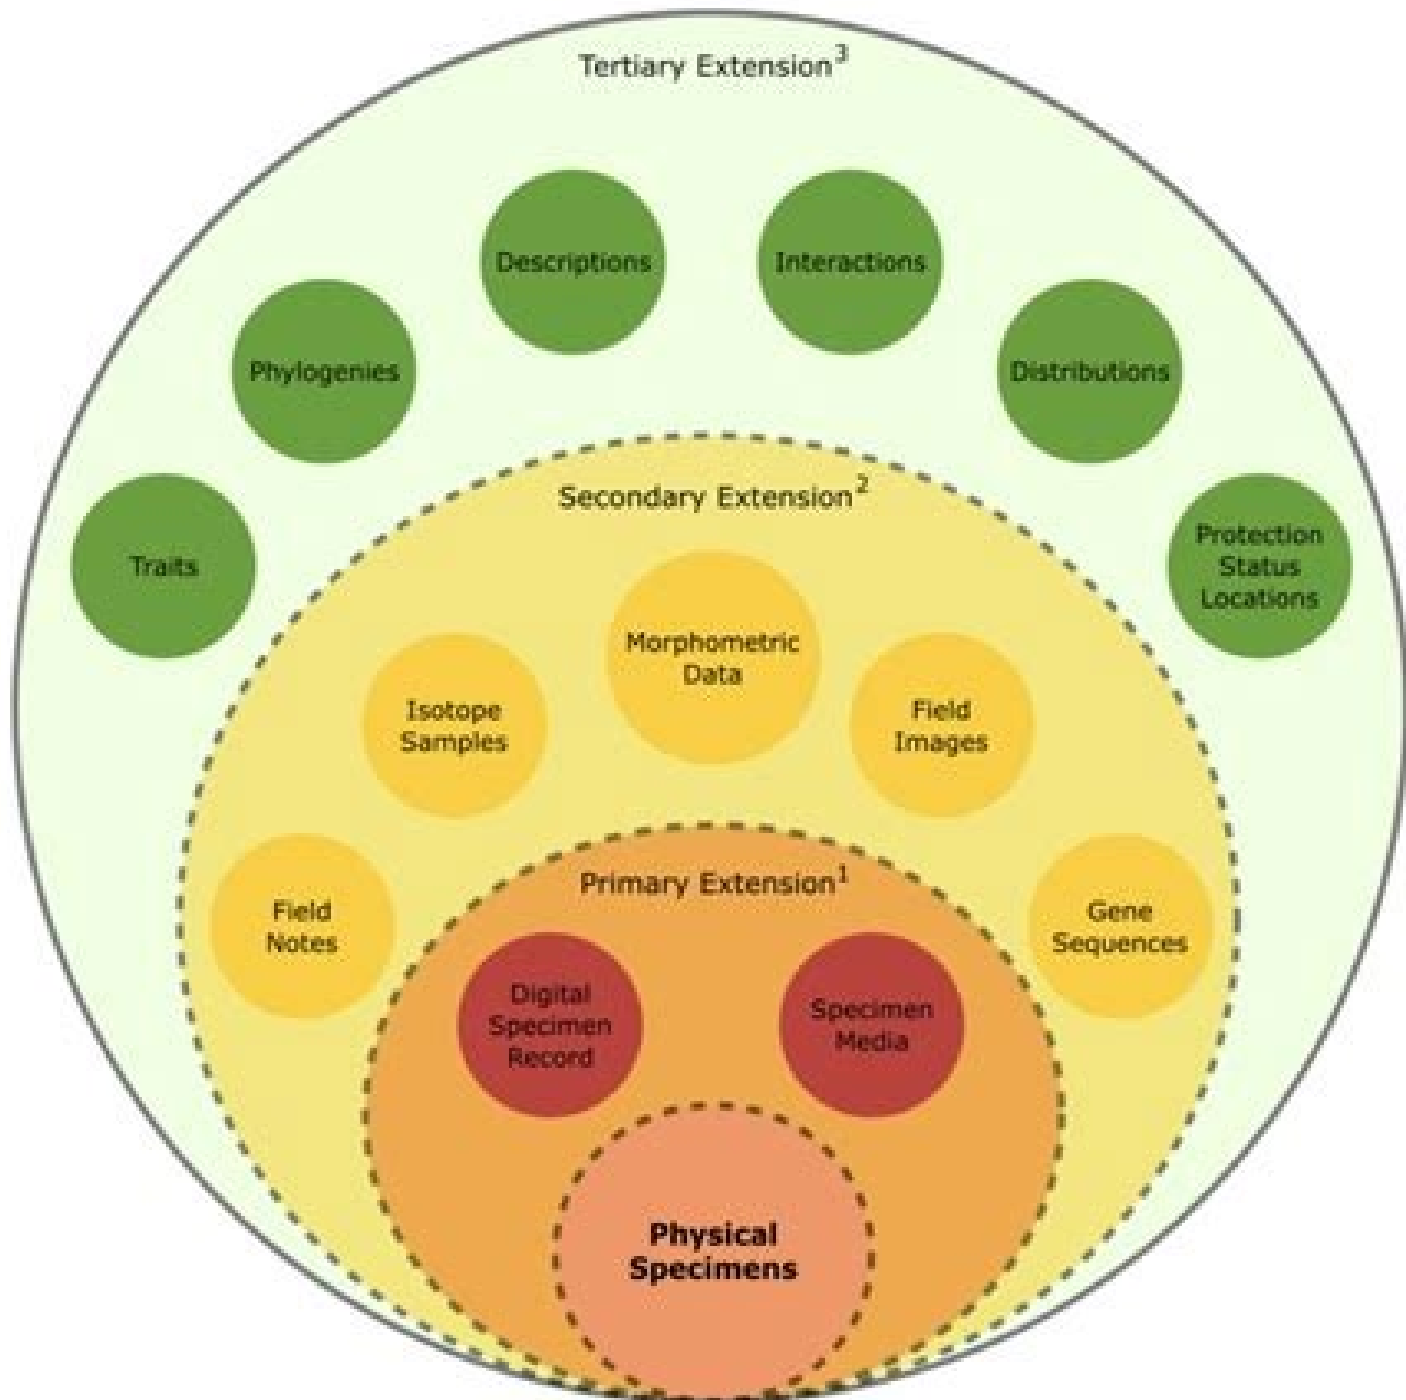 Tertiary Extension³
Descriptions
Interactions
Phylogenies
Distributions
Traits
Protection
Status
Locations
Secondary Extension²
Morphometric
Data
Isotope
Samples
Field
Images
Field
Notes
Gene
Sequences
Primary Extension¹
Digital
Specimen
Record
Specimen
Media
Physical
Specimens